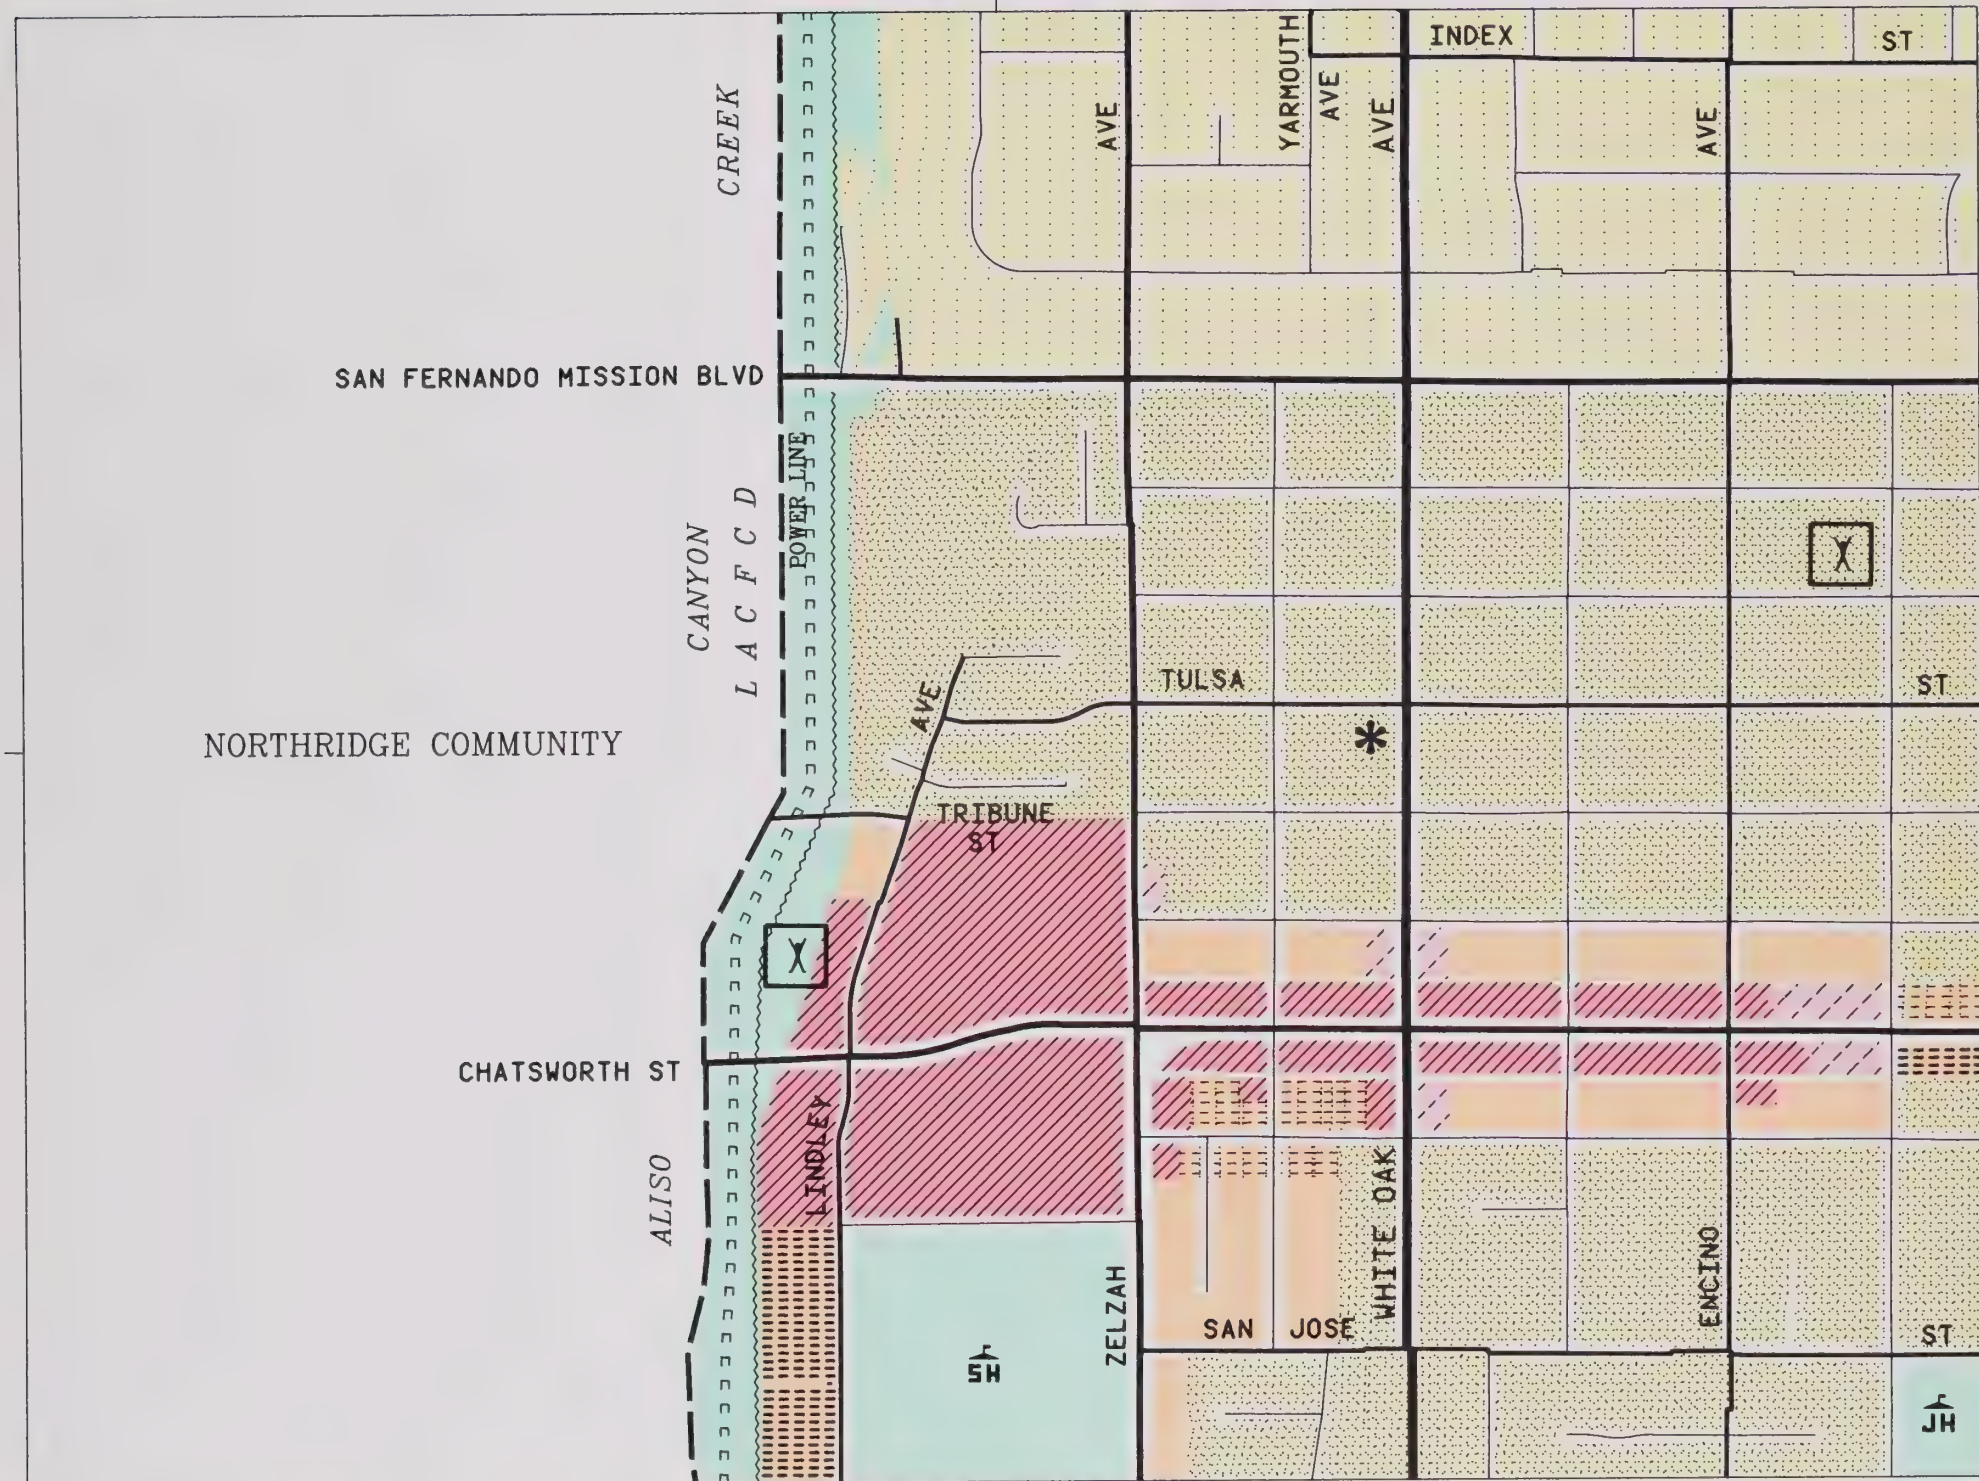 INDEX ST
YARMOUTH AVE
AVE
AVE
AVE
CREEK
SAN FERNANDO MISSION BLVD
POWER LINE
CANYON
LACFCD
TULSA ST
AVE
NORTHRIDGE COMMUNITY
*
TRIBUNE
ST
CHATSWORTH ST
LINDLEY
ALISO
WHITE OAK
ENCINO
ZELZAH
SAN JOSE ST
SH
JH